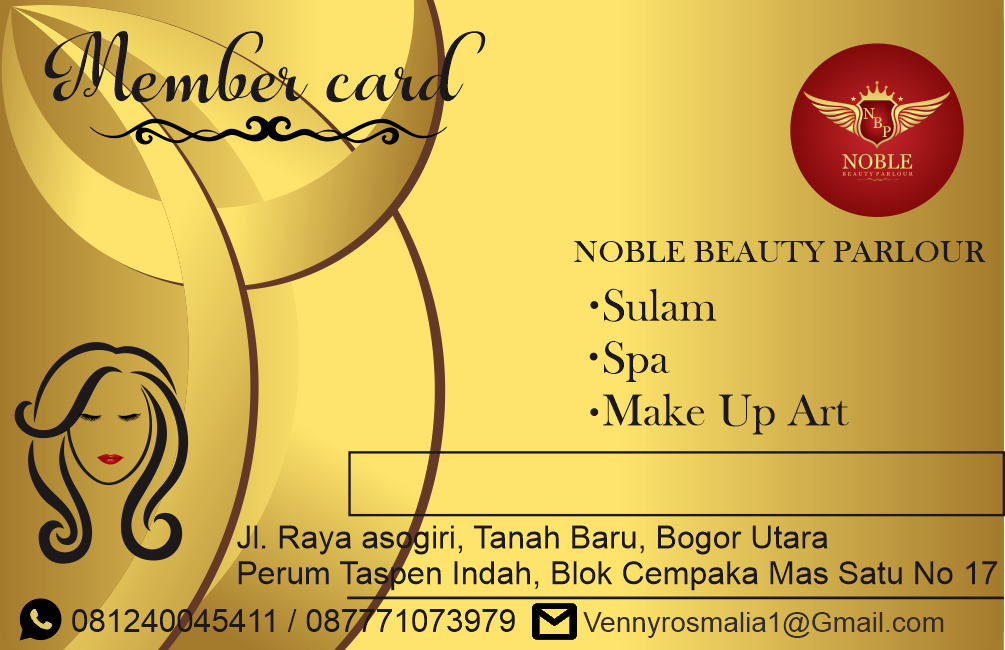 Member card
NBP
NOBLE
BEAUTY PARLOUR
NOBLE BEAUTY PARLOUR
•Sulam
•Spa
•Make Up Art
Jl. Raya asogiri, Tanah Baru, Bogor Utara
Perum Taspen Indah, Blok Cempaka Mas Satu No 17
081240045411 / 087771073979
Vennyrosmalia1@Gmail.com